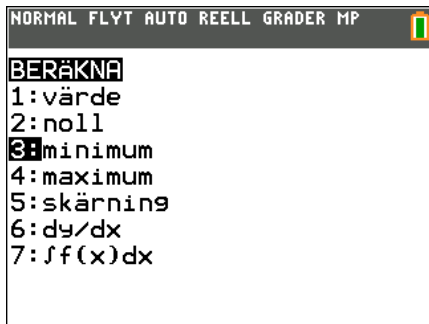 NORMAL FLYT AUTO REELL GRADER MP
BERÄKNA
1:värde
2:noll
3:minimum
4:maximum
5:skärning
6:dy/dx
7:∫f(x)dx